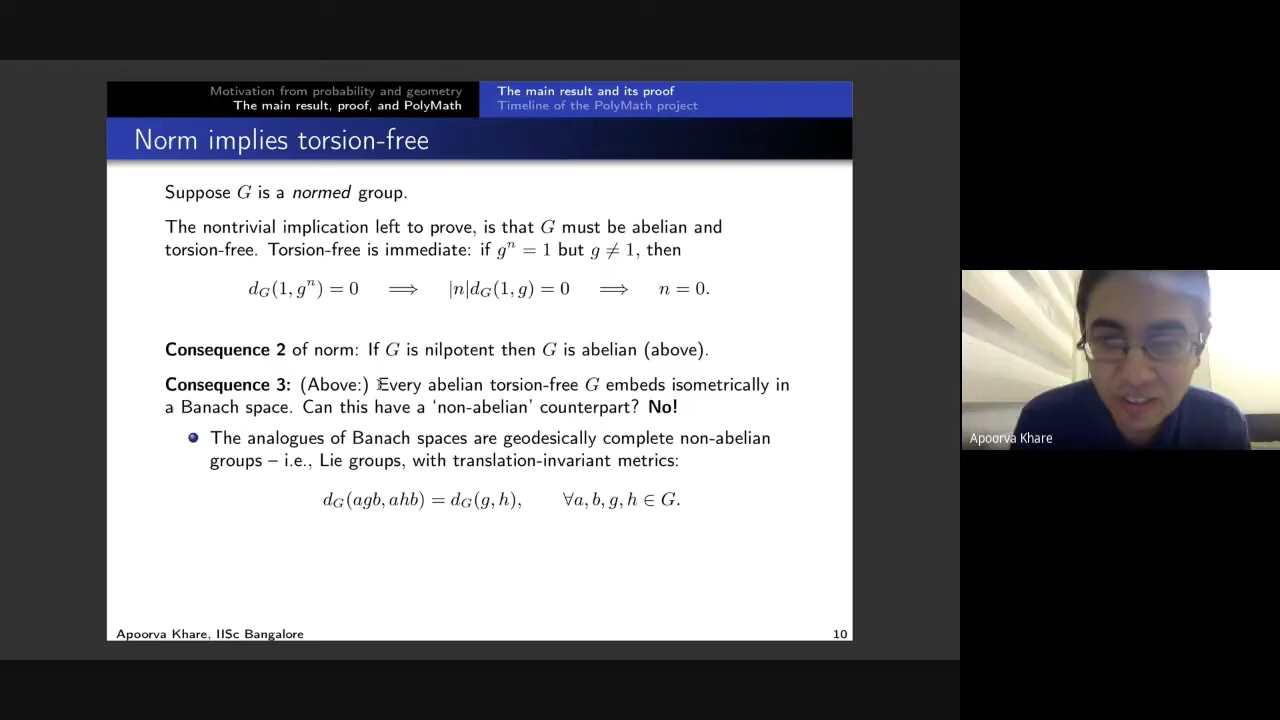 Motivation from probability and geometry
The main result, proof, and PolyMath
The main result and its proof
Timeline of the PolyMath project
Norm implies torsion-free
Suppose G is a normed group.
The nontrivial implication left to prove, is that G must be abelian and
torsion-free. Torsion-free is immediate: if gⁿ = 1 but g ≠ 1, then
d_G(1, gⁿ) = 0 ⟹ |n|d_G(1, g) = 0 ⟹ n = 0.
Consequence 2 of norm: If G is nilpotent then G is abelian (above).
Consequence 3: (Above:) Every abelian torsion-free G embeds isometrically in
a Banach space. Can this have a ‘non-abelian’ counterpart? No!
The analogues of Banach spaces are geodesically complete non-abelian
groups – i.e., Lie groups, with translation-invariant metrics:
d_G(agb, ahb) = d_G(g, h), ∀a, b, g, h ∈ G.
Apoorva Khare, IISc Bangalore
10
Apoorva Khare